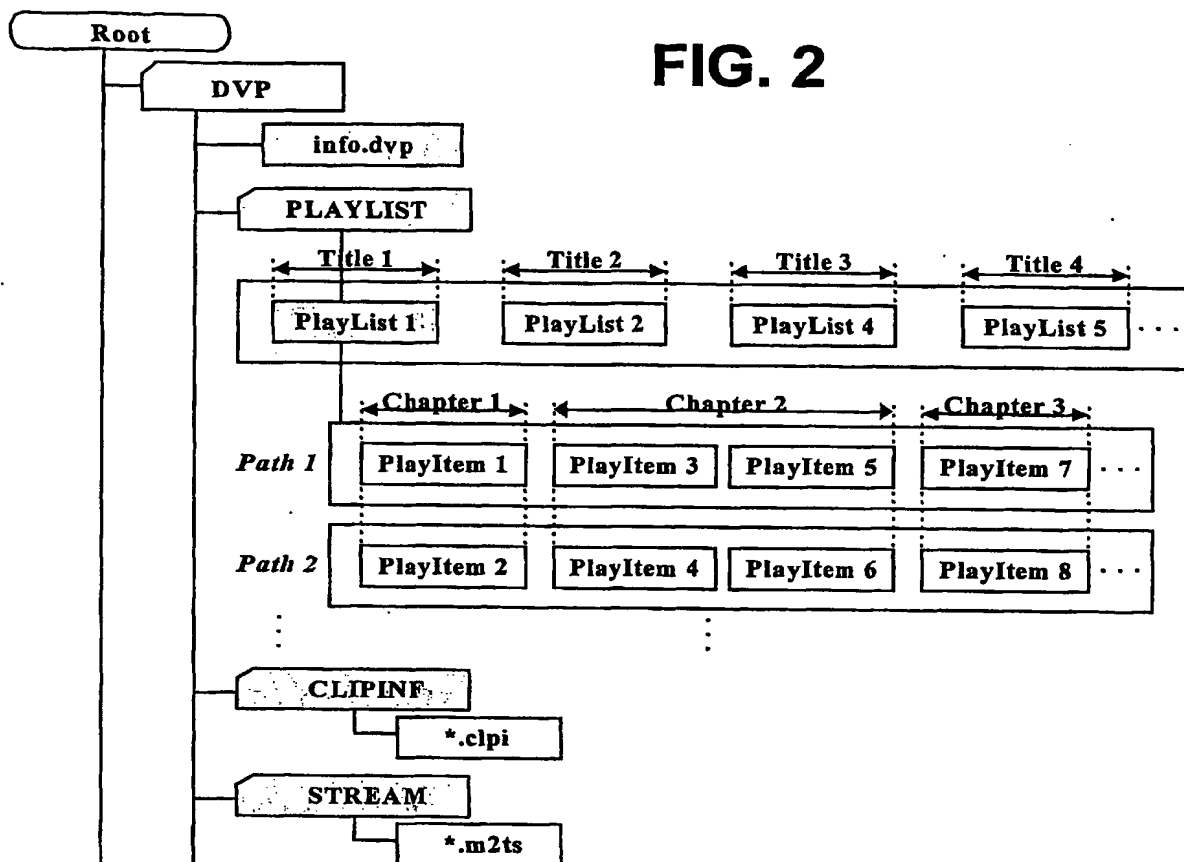 Root
FIG. 2
DVP
info.dvp
PLAYLIST
Title 1 Title 2 Title 3 Title 4
PlayList 1 PlayList 2 PlayList 4 PlayList 5 . . .
Chapter 1 Chapter 2 Chapter 3
Path 1 PlayItem 1 PlayItem 3 PlayItem 5 PlayItem 7 . . .
Path 2 PlayItem 2 PlayItem 4 PlayItem 6 PlayItem 8 . . .
CLIPINF
*.clpi
STREAM
*.m2ts